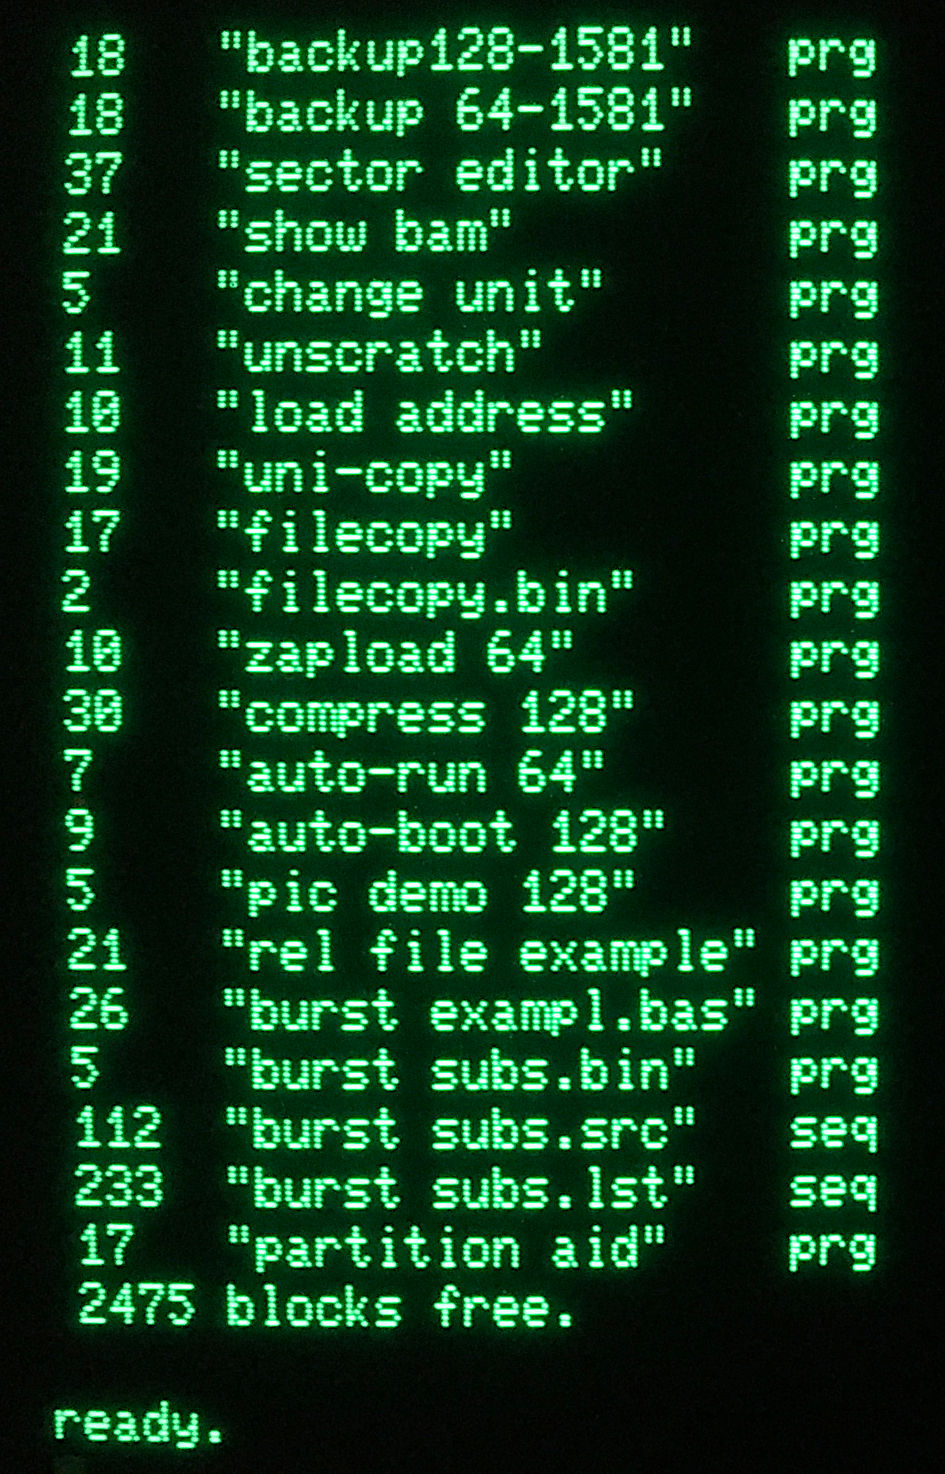 18 "backup128-1581" prg
18 "backup 64-1581" prg
37 "sector editor" prg
21 "show bam" prg
5 "change unit" prg
11 "unscratch" prg
10 "load address" prg
19 "uni-copy" prg
17 "filecopy" prg
2 "filecopy.bin" prg
10 "zapload 64" prg
30 "compress 128" prg
7 "auto-run 64" prg
9 "auto-boot 128" prg
5 "pic demo 128" prg
21 "rel file example" prg
26 "burst exampl.bas" prg
5 "burst subs.bin" prg
112 "burst subs.src" seq
233 "burst subs.lst" seq
17 "partition aid" prg
2475 blocks free.
ready.